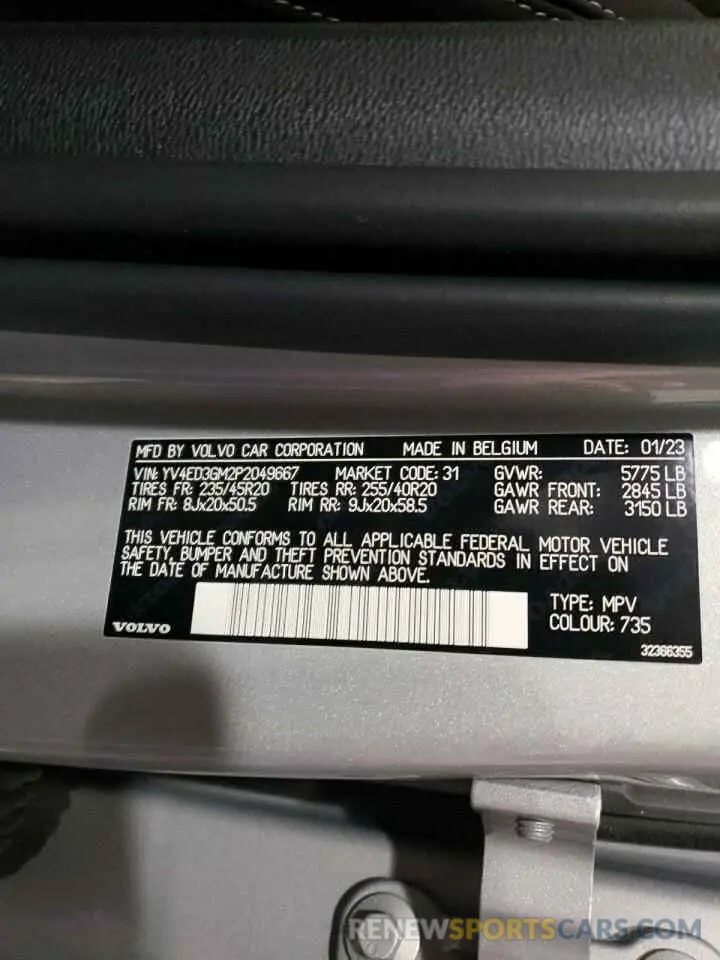 MFD BY VOLVO CAR CORPORATION MADE IN BELGIUM DATE: 01/23
VIN: YV4ED3GM2P2049667 MARKET CODE: 31 GVWR: 5775 LB
TIRES FR: 235/45R20 TIRES RR: 255/40R20 GAWR FRONT: 2845 LB
RIM FR: 8Jx20x50.5 RIM RR: 9Jx20x58.5 GAWR REAR: 3150 LB
THIS VEHICLE CONFORMS TO ALL APPLICABLE FEDERAL MOTOR VEHICLE
SAFETY, BUMPER AND THEFT PREVENTION STANDARDS IN EFFECT ON
THE DATE OF MANUFACTURE SHOWN ABOVE.
TYPE: MPV
COLOUR: 735
VOLVO
32366355
RENEWSPORTSCARS.COM